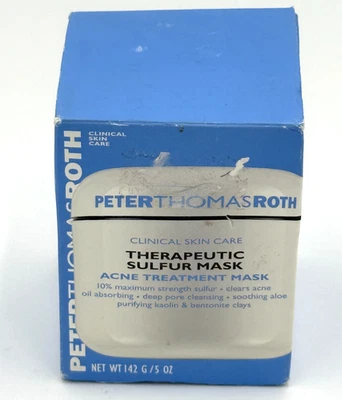 PETERTHOMASROTH
CLINICAL
SKIN
CARE
PETERTHOMASROTH
CLINICAL SKIN CARE
THERAPEUTIC
SULFUR MASK
ACNE TREATMENT MASK
10% maximum strength sulfur • clears acne
oil absorbing • deep pore cleansing • soothing aloe
purifying kaolin & bentonite clays
NET WT 142 G / 5 OZ